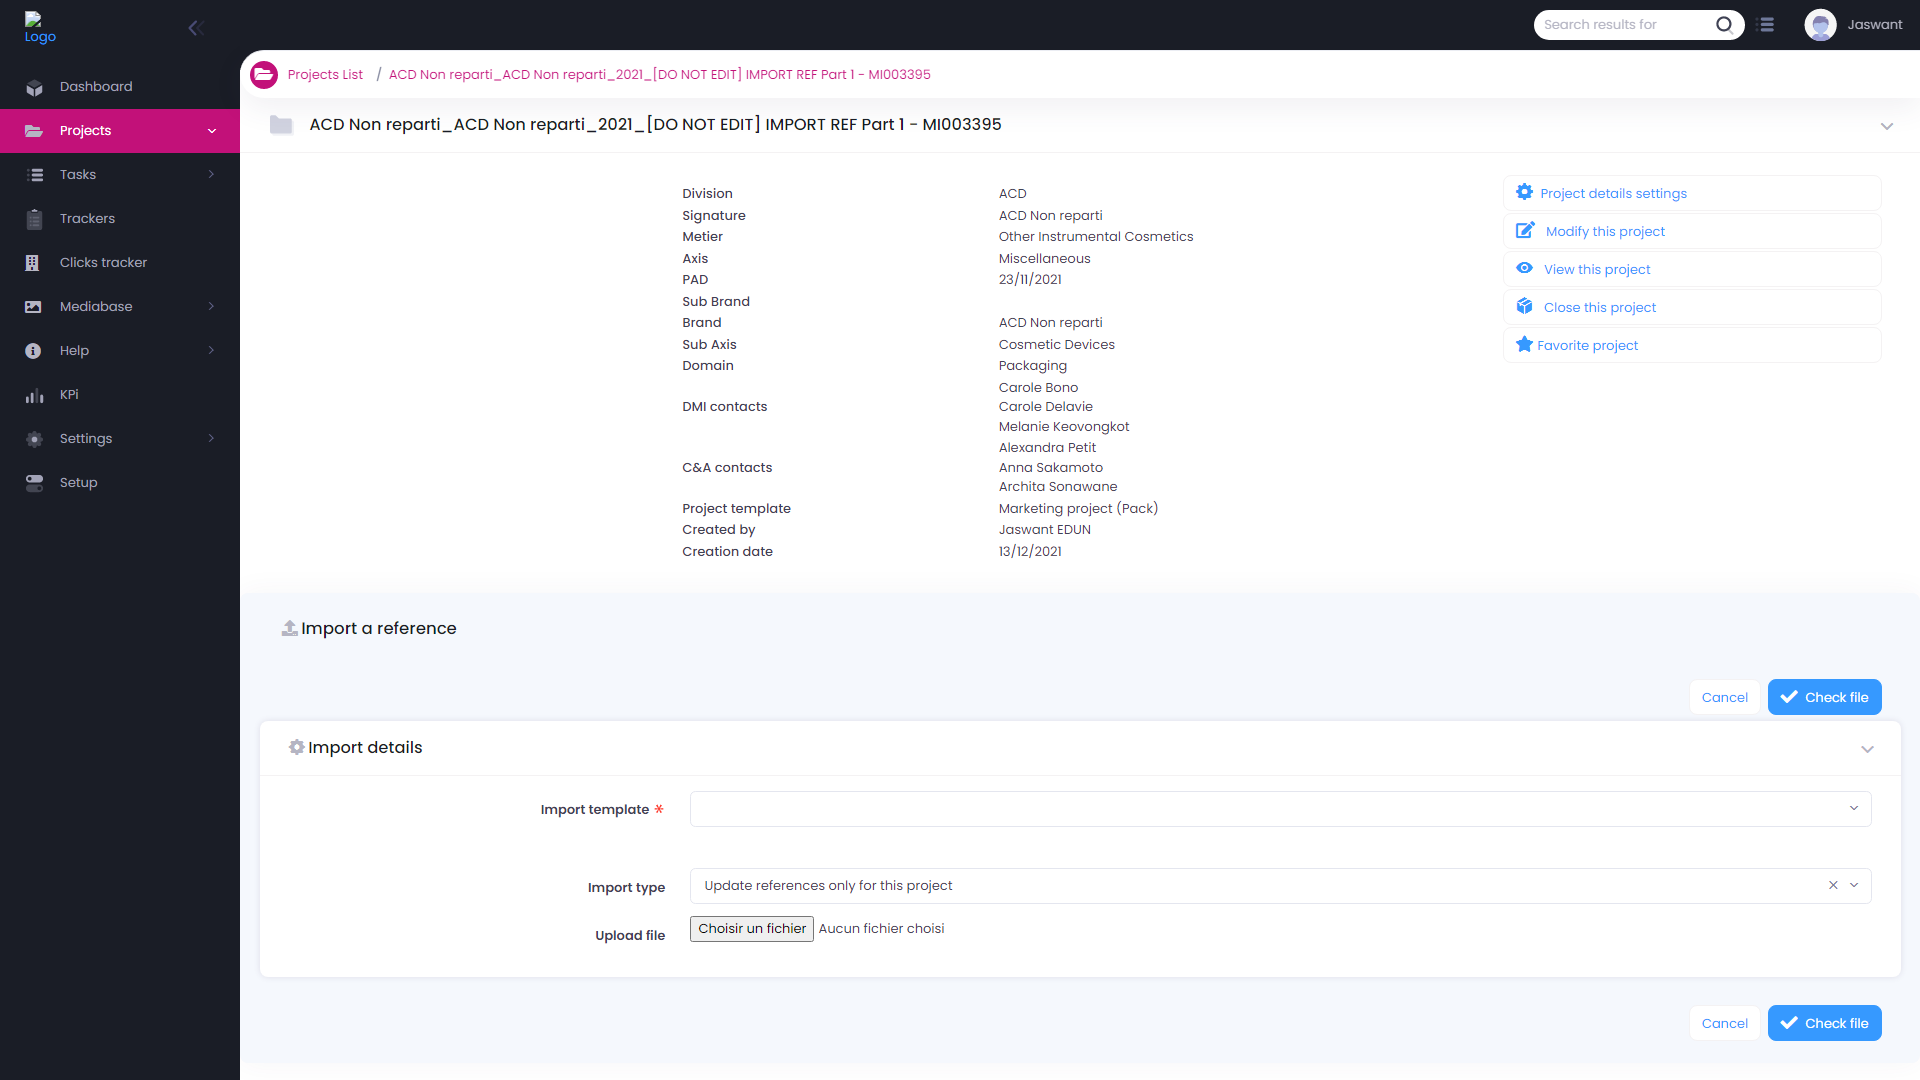 Logo
Search results for
Jaswant
Dashboard
Projects
Tasks
Trackers
Clicks tracker
Mediabase
Help
KPi
Settings
Setup
Projects List / ACD Non reparti_ACD Non reparti_2021_[DO NOT EDIT] IMPORT REF Part 1 - MI003395
ACD Non reparti_ACD Non reparti_2021_[DO NOT EDIT] IMPORT REF Part 1 - MI003395
Division ACD
Signature ACD Non reparti
Metier Other Instrumental Cosmetics
Axis Miscellaneous
PAD 23/11/2021
Sub Brand
Brand ACD Non reparti
Sub Axis Cosmetic Devices
Domain Packaging
Carole Bono
DMI contacts Carole Delavie
Melanie Keovongkot
Alexandra Petit
C&A contacts Anna Sakamoto
Archita Sonawane
Project template Marketing project (Pack)
Created by Jaswant EDUN
Creation date 13/12/2021
Project details settings
Modify this project
View this project
Close this project
Favorite project
Import a reference
Cancel Check file
Import details
Import template *
Import type Update references only for this project
Upload file Choisir un fichier Aucun fichier choisi
Cancel Check file